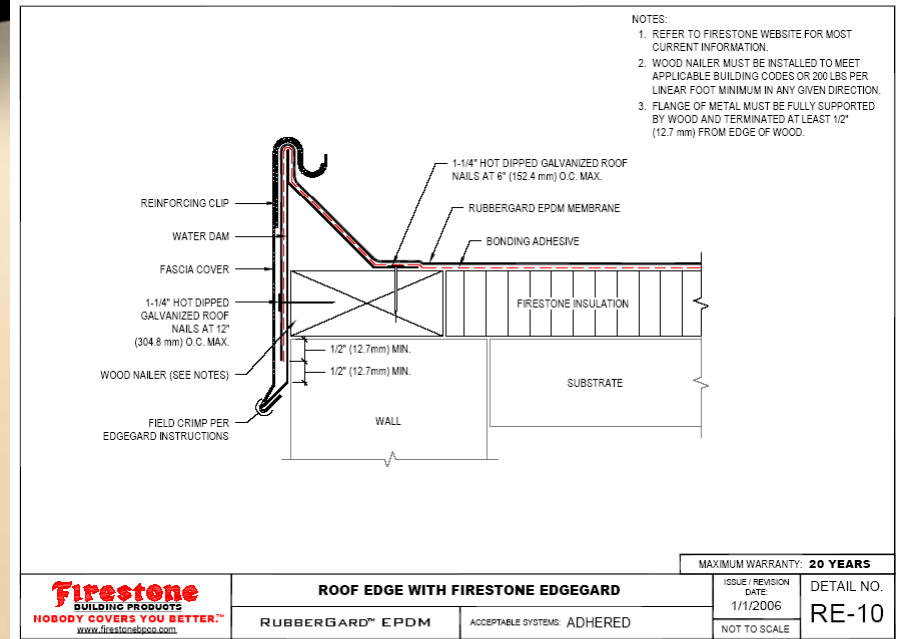 NOTES:
1. REFER TO FIRESTONE WEBSITE FOR MOST
CURRENT INFORMATION.
2. WOOD NAILER MUST BE INSTALLED TO MEET
APPLICABLE BUILDING CODES OR 200 LBS PER
LINEAR FOOT MINIMUM IN ANY GIVEN DIRECTION.
3. FLANGE OF METAL MUST BE FULLY SUPPORTED
BY WOOD AND TERMINATED AT LEAST 1/2"
(12.7 mm) FROM EDGE OF WOOD.
1-1/4" HOT DIPPED GALVANIZED ROOF
NAILS AT 6" (152.4 mm) O.C. MAX.
RUBBERGARD EPDM MEMBRANE
BONDING ADHESIVE
REINFORCING CLIP
WATER DAM
FASCIA COVER
1-1/4" HOT DIPPED
GALVANIZED ROOF
NAILS AT 12"
(304.8 mm) O.C. MAX.
WOOD NAILER (SEE NOTES)
FIELD CRIMP PER
EDGEGARD INSTRUCTIONS
FIRESTONE INSULATION
1/2" (12.7mm) MIN.
1/2" (12.7mm) MIN.
SUBSTRATE
WALL
MAXIMUM WARRANTY: 20 YEARS
Firestone
BUILDING PRODUCTS
NOBODY COVERS YOU BETTER.™
www.firestonebpco.com
ROOF EDGE WITH FIRESTONE EDGEGARD
RUBBERGARD™ EPDM
ACCEPTABLE SYSTEMS: ADHERED
ISSUE / REVISION
DATE:
1/1/2006
NOT TO SCALE
DETAIL NO.
RE-10